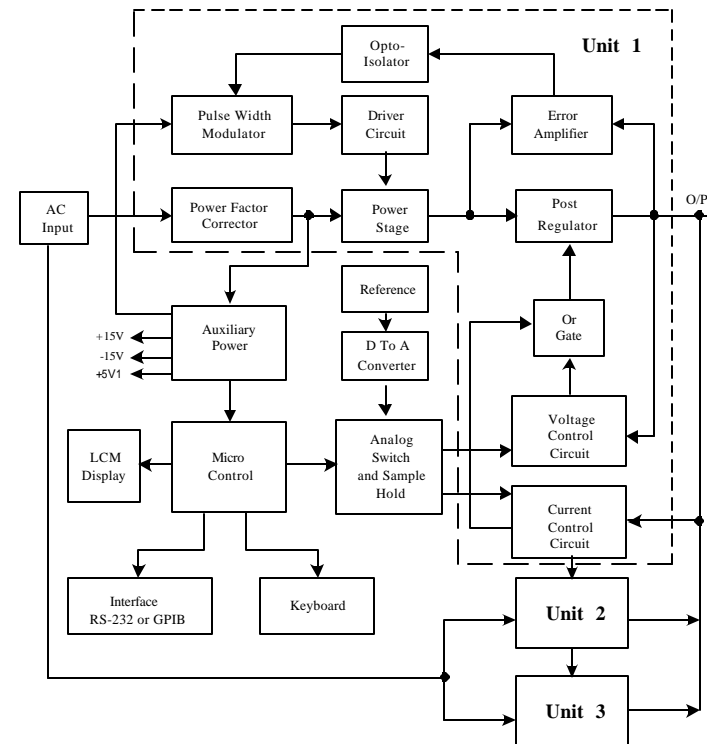 Opto-
Isolator
Unit 1
Pulse Width
Modulator
Driver
Circuit
Error
Amplifier
AC
Input
Power Factor
Corrector
Power
Stage
Post
Regulator
O/P
Reference
Auxiliary
Power
+15V
-15V
+5V1
D To A
Converter
Or
Gate
LCM
Display
Micro
Control
Analog
Switch
and Sample
Hold
Voltage
Control
Circuit
Current
Control
Circuit
Interface
RS-232 or GPIB
Keyboard
Unit 2
Unit 3